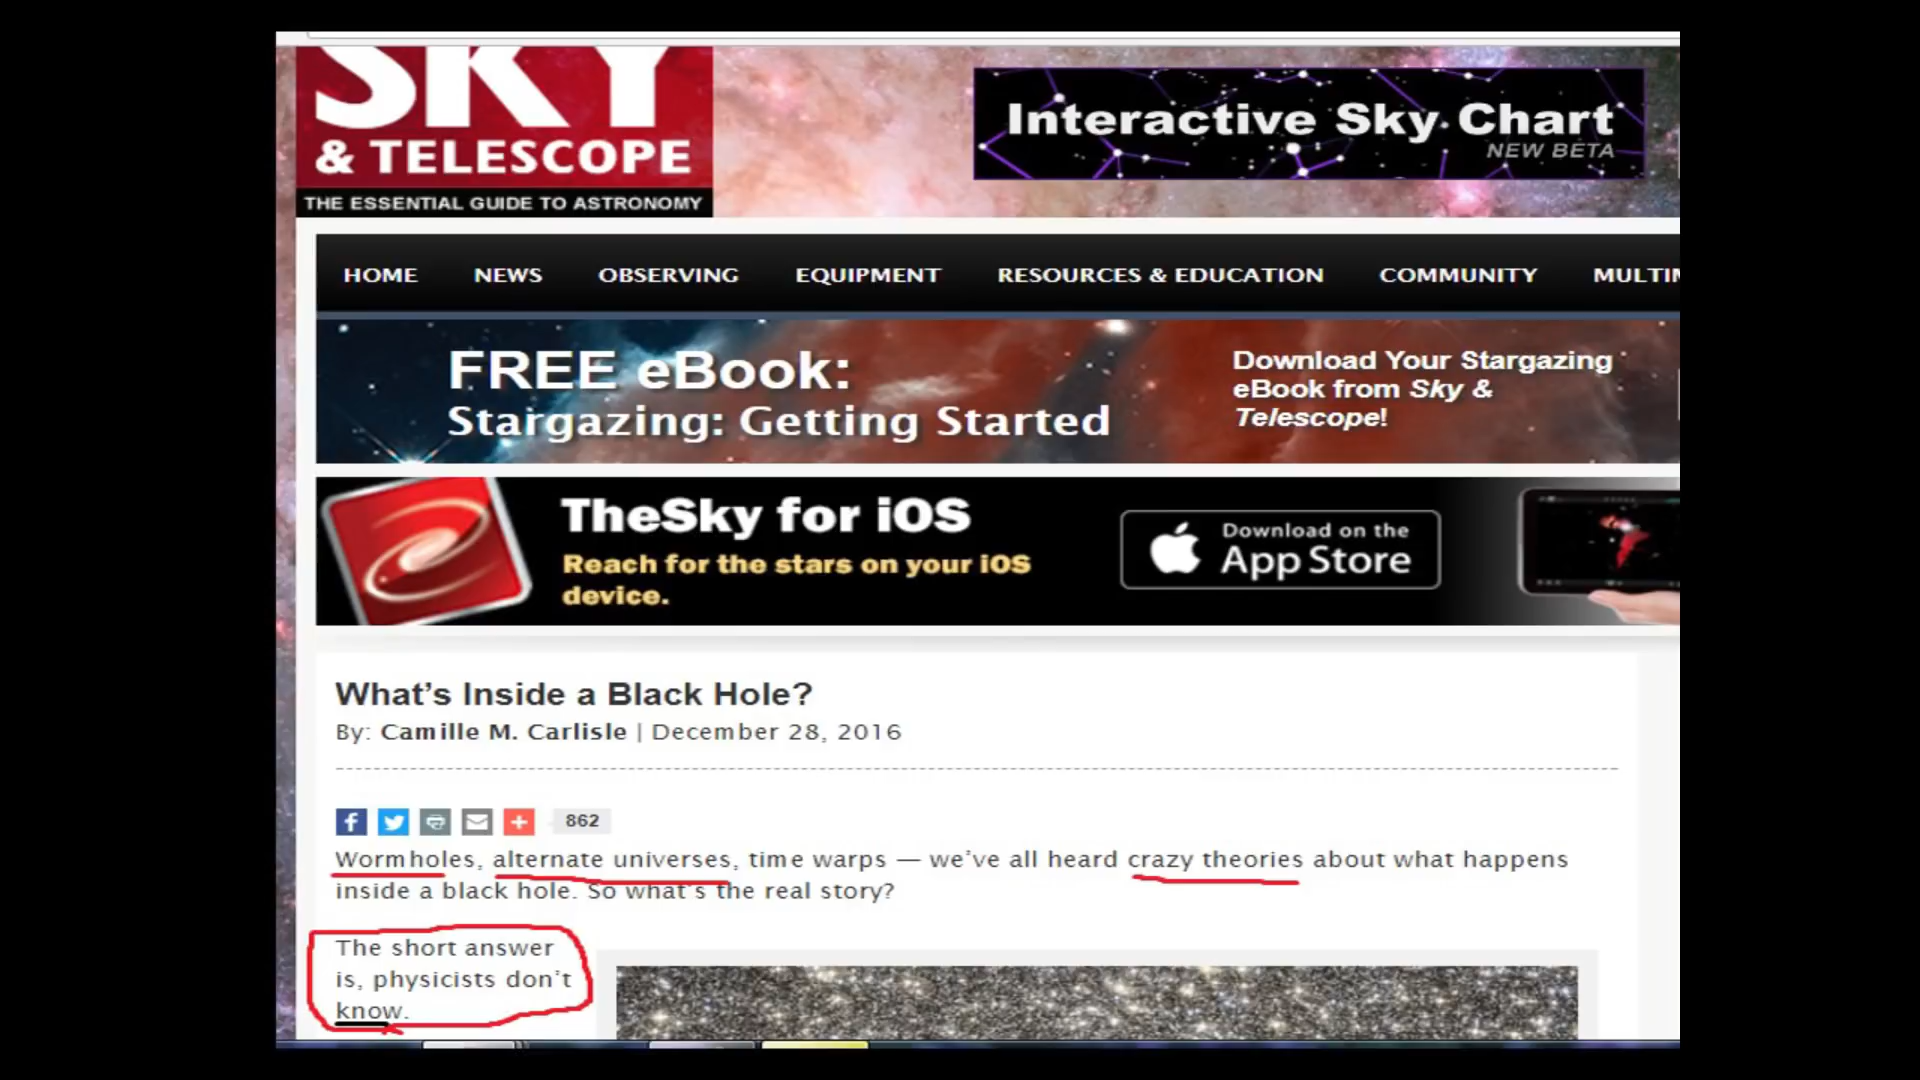 SKY
& TELESCOPE
THE ESSENTIAL GUIDE TO ASTRONOMY
Interactive Sky Chart
NEW BETA
HOME NEWS OBSERVING EQUIPMENT RESOURCES & EDUCATION COMMUNITY MULTIM
FREE eBook:
Stargazing: Getting Started
Download Your Stargazing
eBook from Sky &
Telescope!
TheSky for iOS
Reach for the stars on your iOS
device.
Download on the
App Store
What's Inside a Black Hole?
By: Camille M. Carlisle | December 28, 2016
862
Wormholes, alternate universes, time warps — we've all heard crazy theories about what happens
inside a black hole. So what's the real story?
The short answer
is, physicists don't
know.